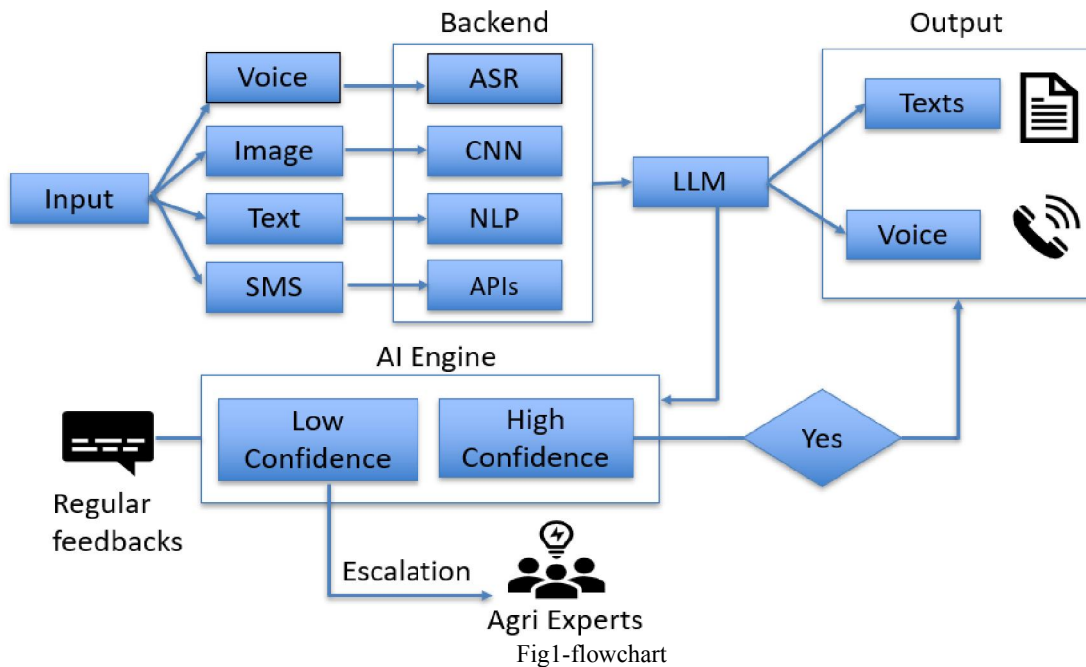 Backend
Output
Voice
ASR
Texts
Image
CNN
LLM
Input
Text
NLP
Voice
SMS
APIs
AI Engine
Low
Confidence
High
Confidence
Yes
Regular
feedbacks
Escalation
Agri Experts
Fig1-flowchart